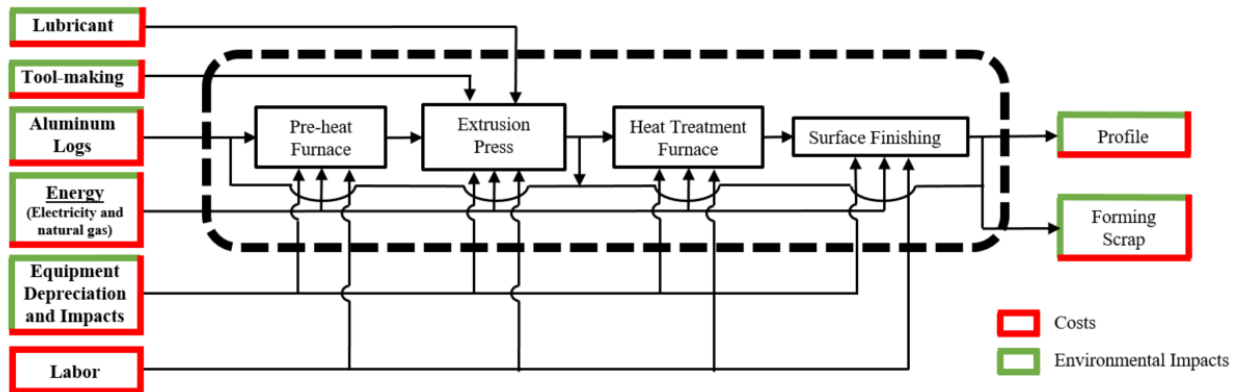 Lubricant
Tool-making
Aluminum
Logs
Energy
(Electricity and
natural gas)
Equipment
Depreciation
and Impacts
Labor
Pre-heat
Furnace
Extrusion
Press
Heat Treatment
Furnace
Surface Finishing
Profile
Forming
Scrap
Costs
Environmental Impacts